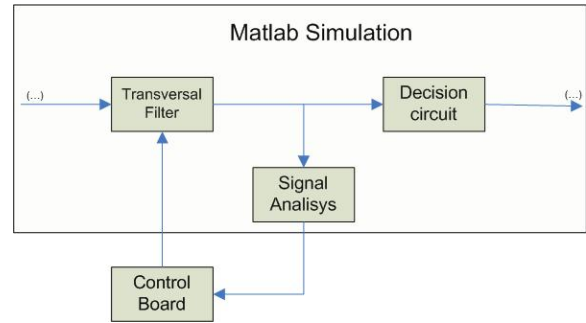 Matlab Simulation
(...)
Transversal
Filter
Decision
circuit
(...)
Signal
Analisys
Control
Board